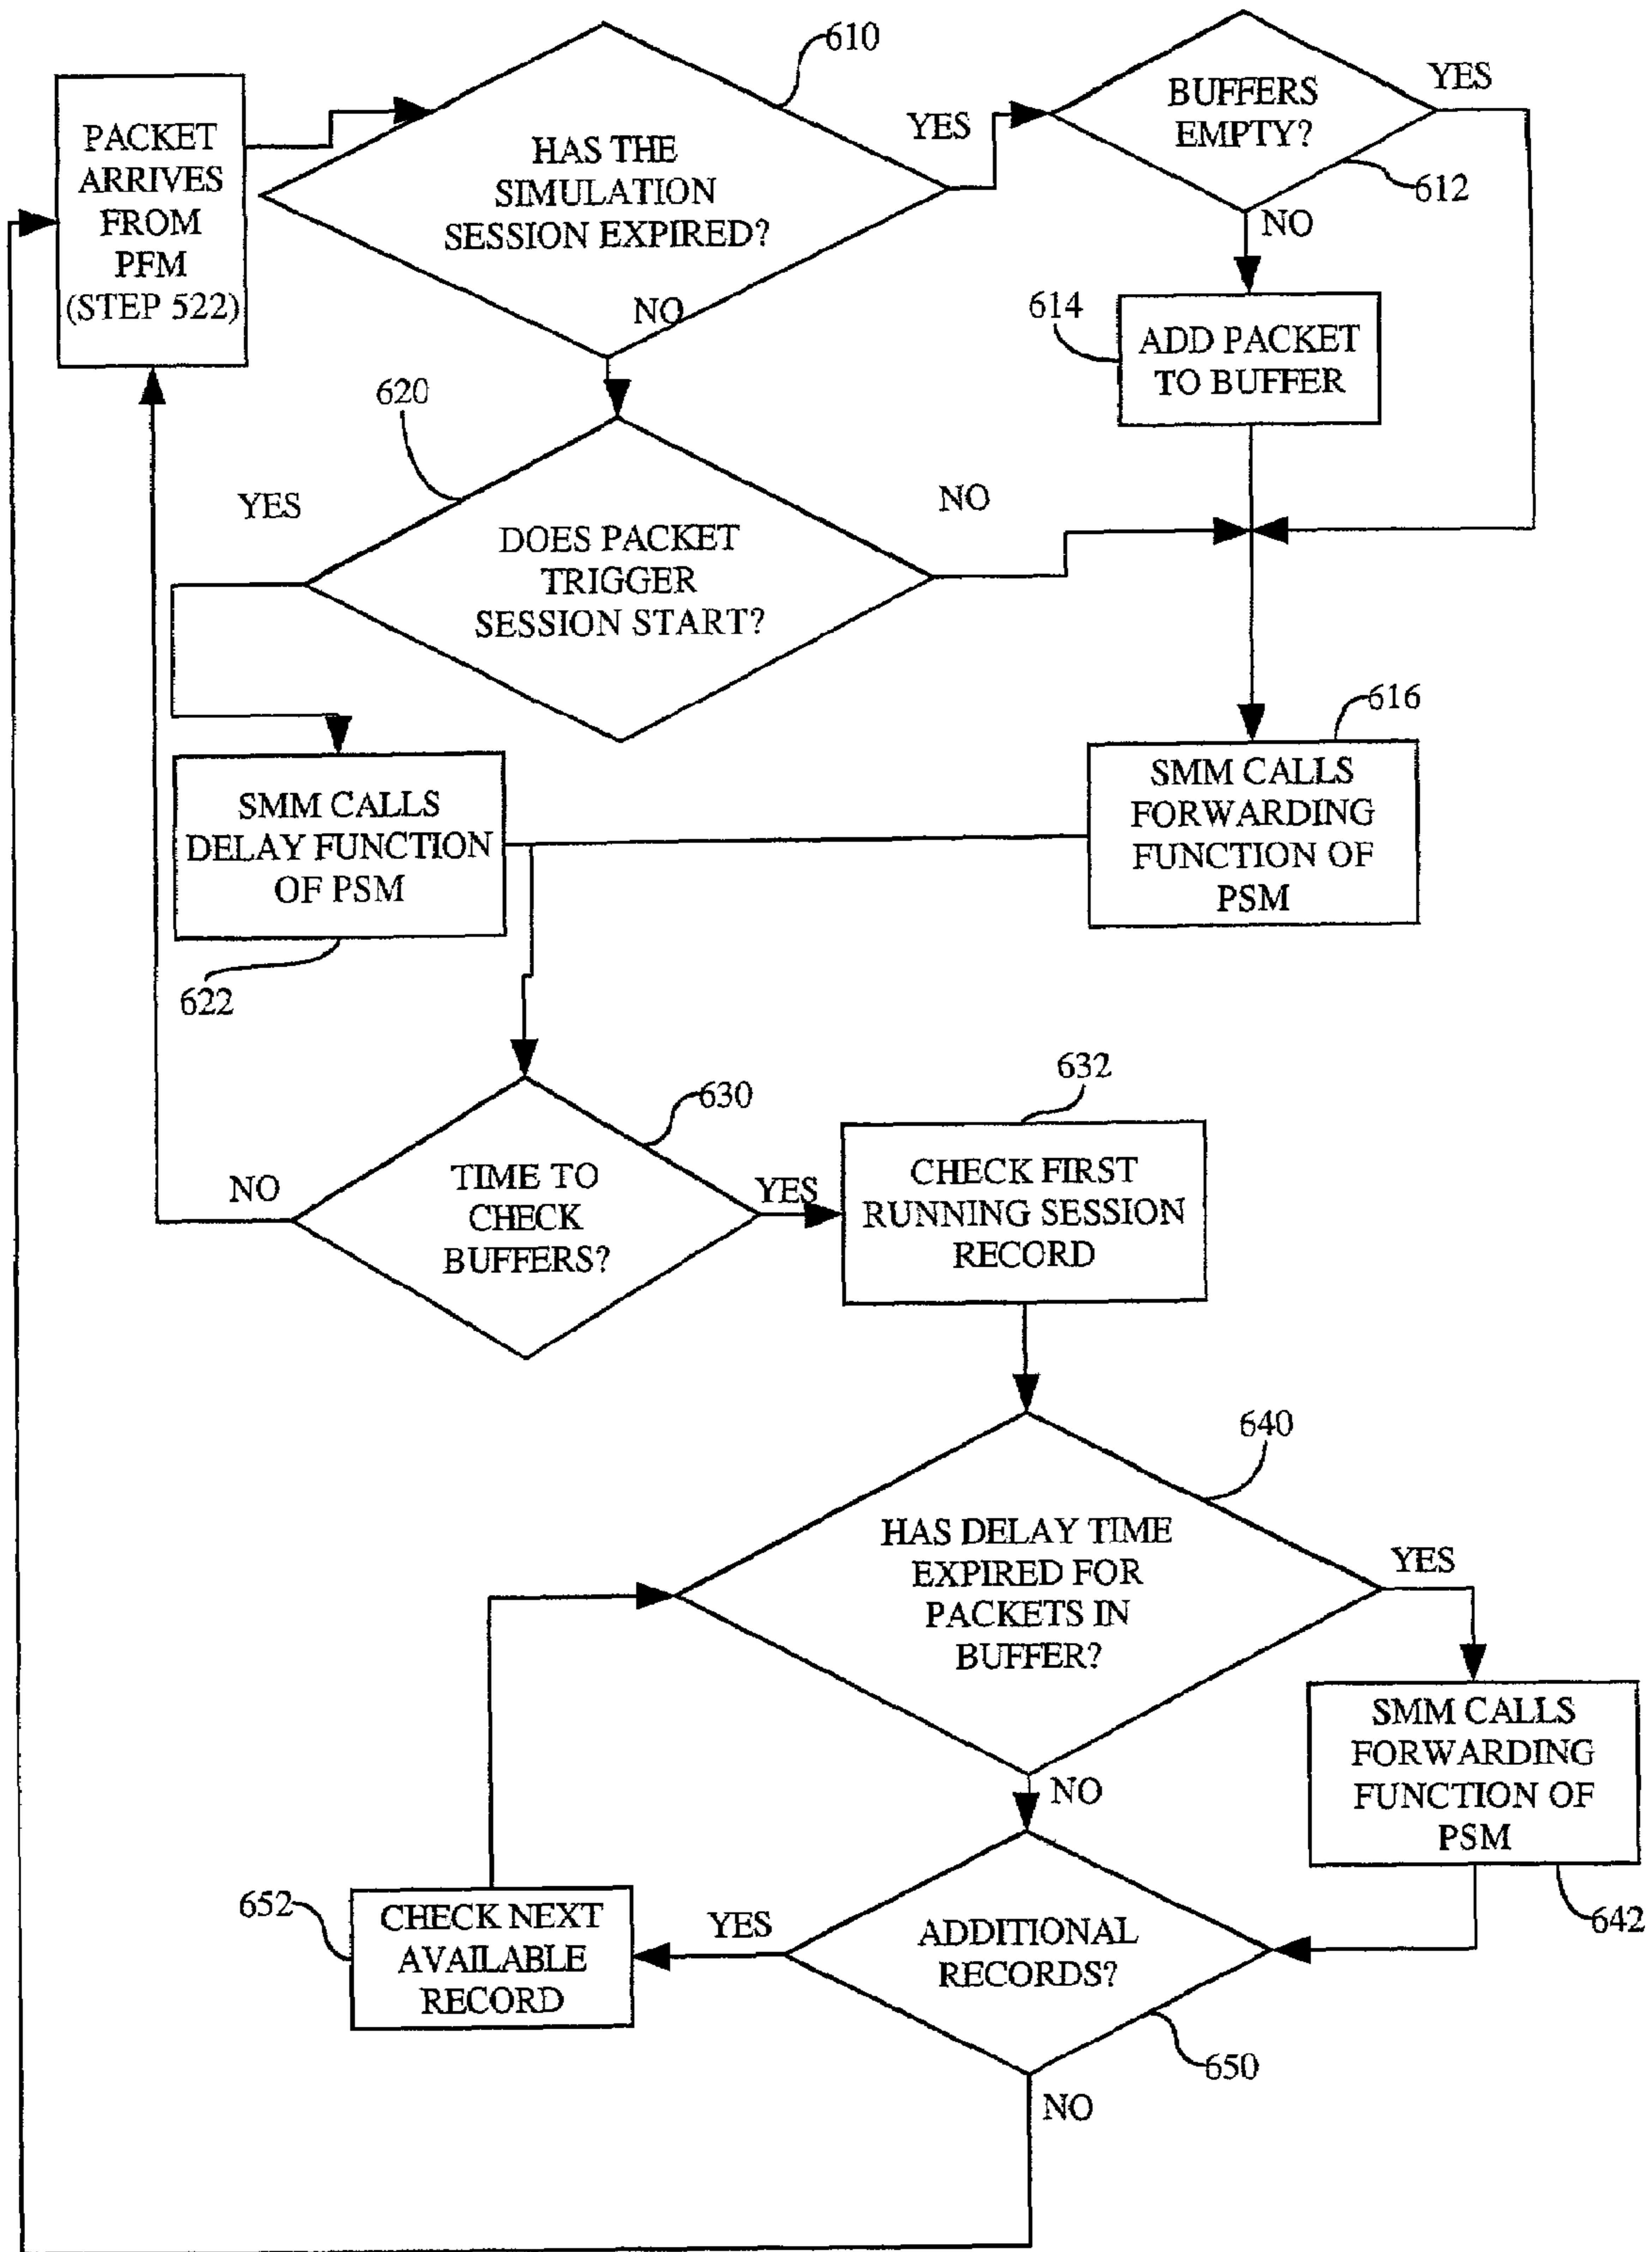 610
PACKET
ARRIVES
FROM
PFM
(STEP 522)
HAS THE
SIMULATION
SESSION EXPIRED?
YES
BUFFERS
EMPTY?
YES
612
NO
NO
614
ADD PACKET
TO BUFFER
620
YES
NO
DOES PACKET
TRIGGER
SESSION START?
616
SMM CALLS
DELAY FUNCTION
OF PSM
622
SMM CALLS
FORWARDING
FUNCTION OF
PSM
630
632
NO
TIME TO
CHECK
BUFFERS?
YES
CHECK FIRST
RUNNING SESSION
RECORD
640
HAS DELAY TIME
EXPIRED FOR
PACKETS IN
BUFFER?
YES
NO
SMM CALLS
FORWARDING
FUNCTION OF
PSM
642
652
CHECK NEXT
AVAILABLE
RECORD
YES
ADDITIONAL
RECORDS?
650
NO